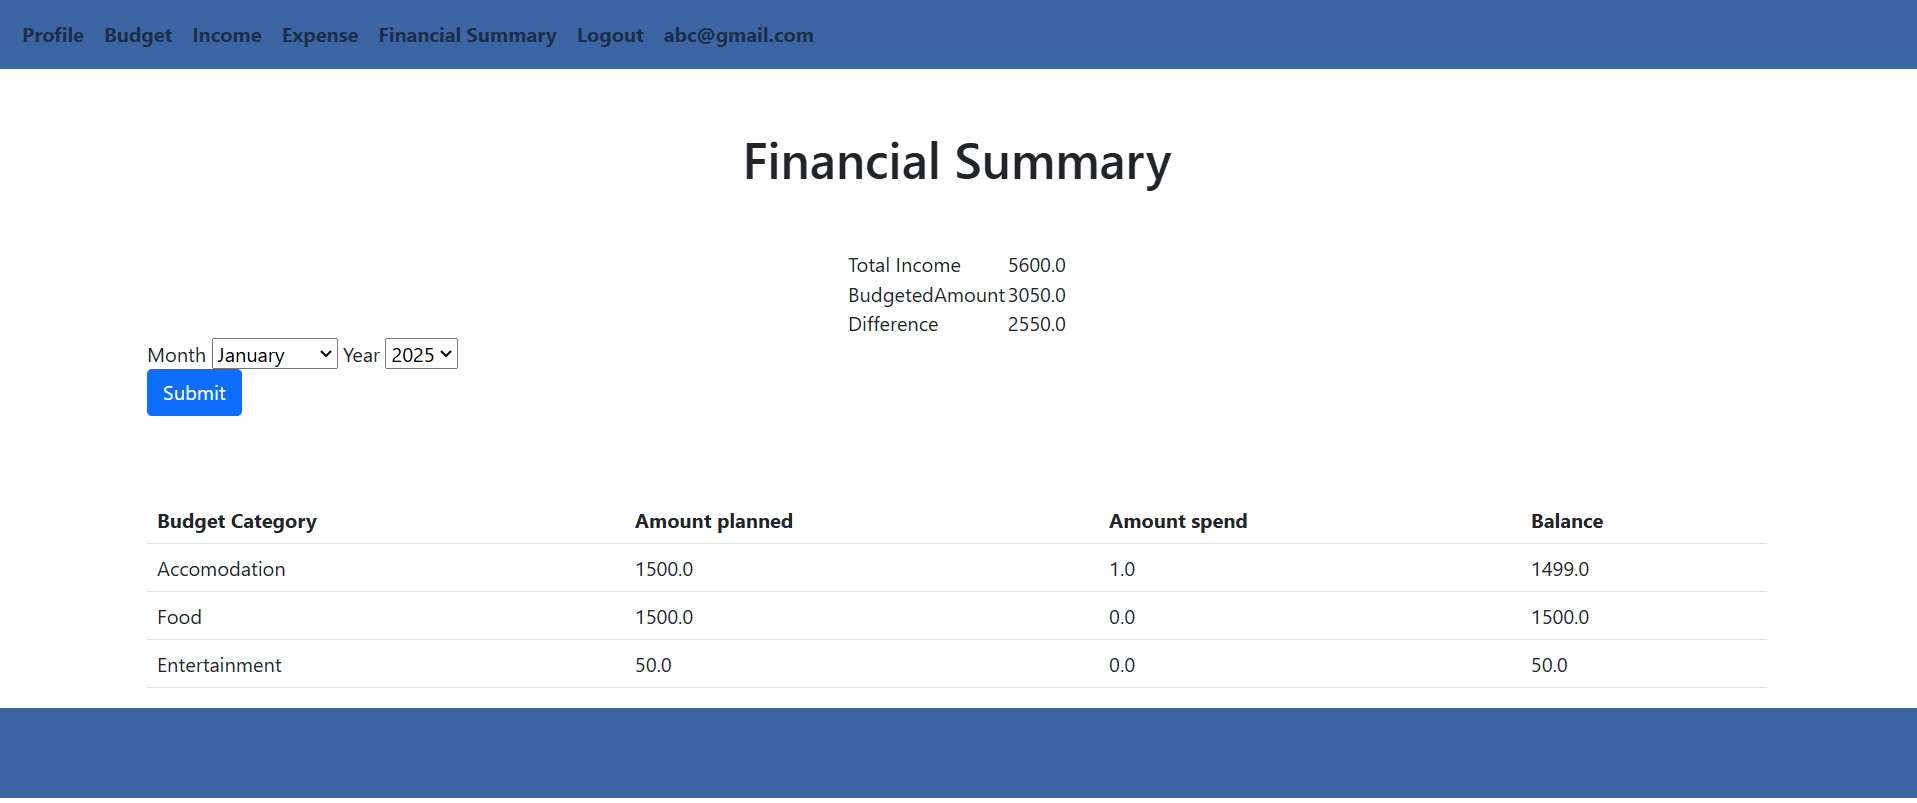 Profile Budget Income Expense Financial Summary Logout abc@gmail.com
Financial Summary
Total Income 5600.0
BudgetedAmount 3050.0
Difference 2550.0
Month January Year 2025
Submit
Budget Category Amount planned Amount spend Balance
Accomodation 1500.0 1.0 1499.0
Food 1500.0 0.0 1500.0
Entertainment 50.0 0.0 50.0